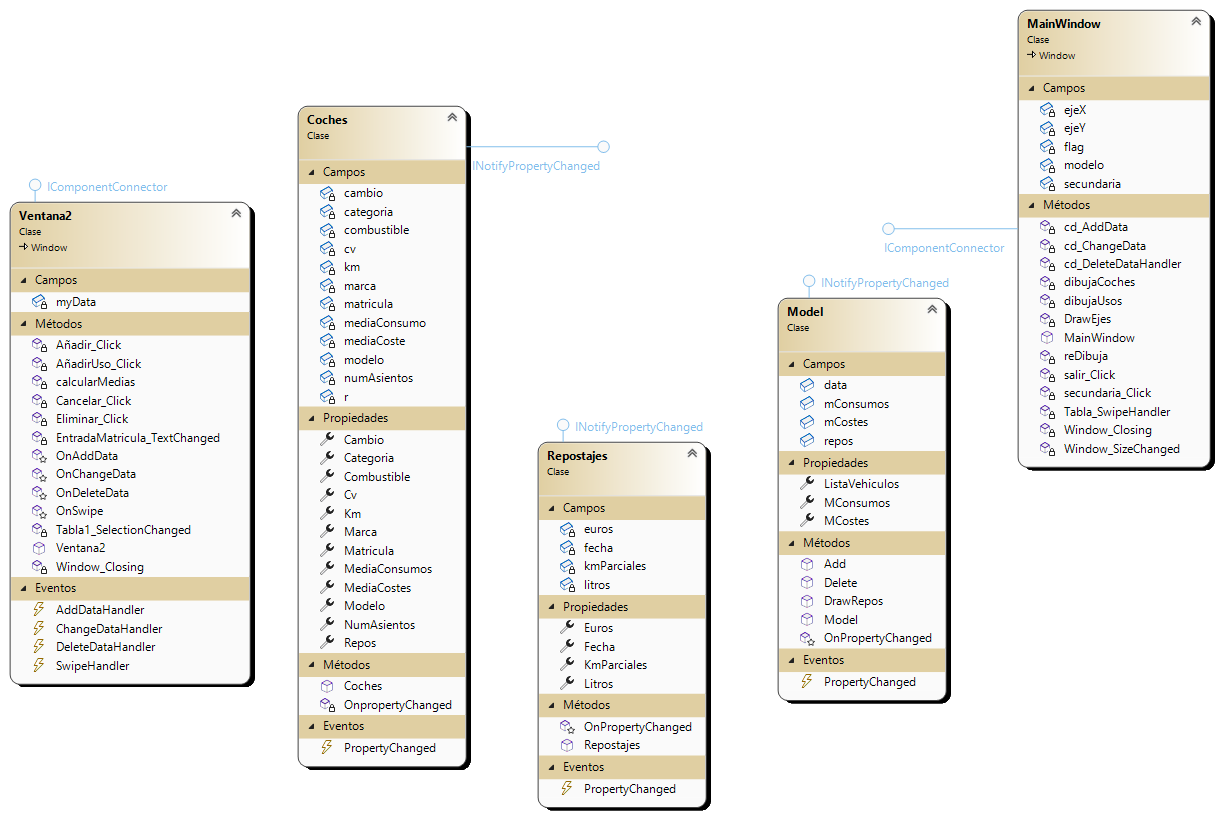 IComponentConnector
Ventana2
Clase
Window
Campos
myData
Métodos
Añadir_Click
AñadirUso_Click
calcularMedias
Cancelar_Click
Eliminar_Click
EntradaMatricula_TextChanged
OnAddData
OnChangeData
OnDeleteData
OnSwipe
Tabla1_SelectionChanged
Ventana2
Window_Closing
Eventos
AddDataHandler
ChangeDataHandler
DeleteDataHandler
SwipeHandler
INotifyPropertyChanged
Coches
Clase
Campos
cambio
categoria
combustible
cv
km
marca
matricula
mediaConsumo
mediaCoste
modelo
numAsientos
r
Propiedades
Cambio
Categoria
Combustible
Cv
Km
Marca
Matricula
MediaConsumos
MediaCostes
Modelo
NumAsientos
Repos
Métodos
Coches
OnpropertyChanged
Eventos
PropertyChanged
INotifyPropertyChanged
Repostajes
Clase
Campos
euros
fecha
kmParciales
litros
Propiedades
Euros
Fecha
KmParciales
Litros
Métodos
OnPropertyChanged
Repostajes
Eventos
PropertyChanged
INotifyPropertyChanged
Model
Clase
Campos
data
mConsumos
mCostes
repos
Propiedades
ListaVehiculos
MConsumos
MCostes
Métodos
Add
Delete
DrawRepos
Model
OnPropertyChanged
Eventos
PropertyChanged
IComponentConnector
MainWindow
Clase
Window
Campos
ejeX
ejeY
flag
modelo
secundaria
Métodos
cd_AddData
cd_ChangeData
cd_DeleteDataHandler
dibujaCoches
dibujaUsos
DrawEjes
MainWindow
reDibuja
salir_Click
secundaria_Click
Tabla_SwipeHandler
Window_Closing
Window_SizeChanged